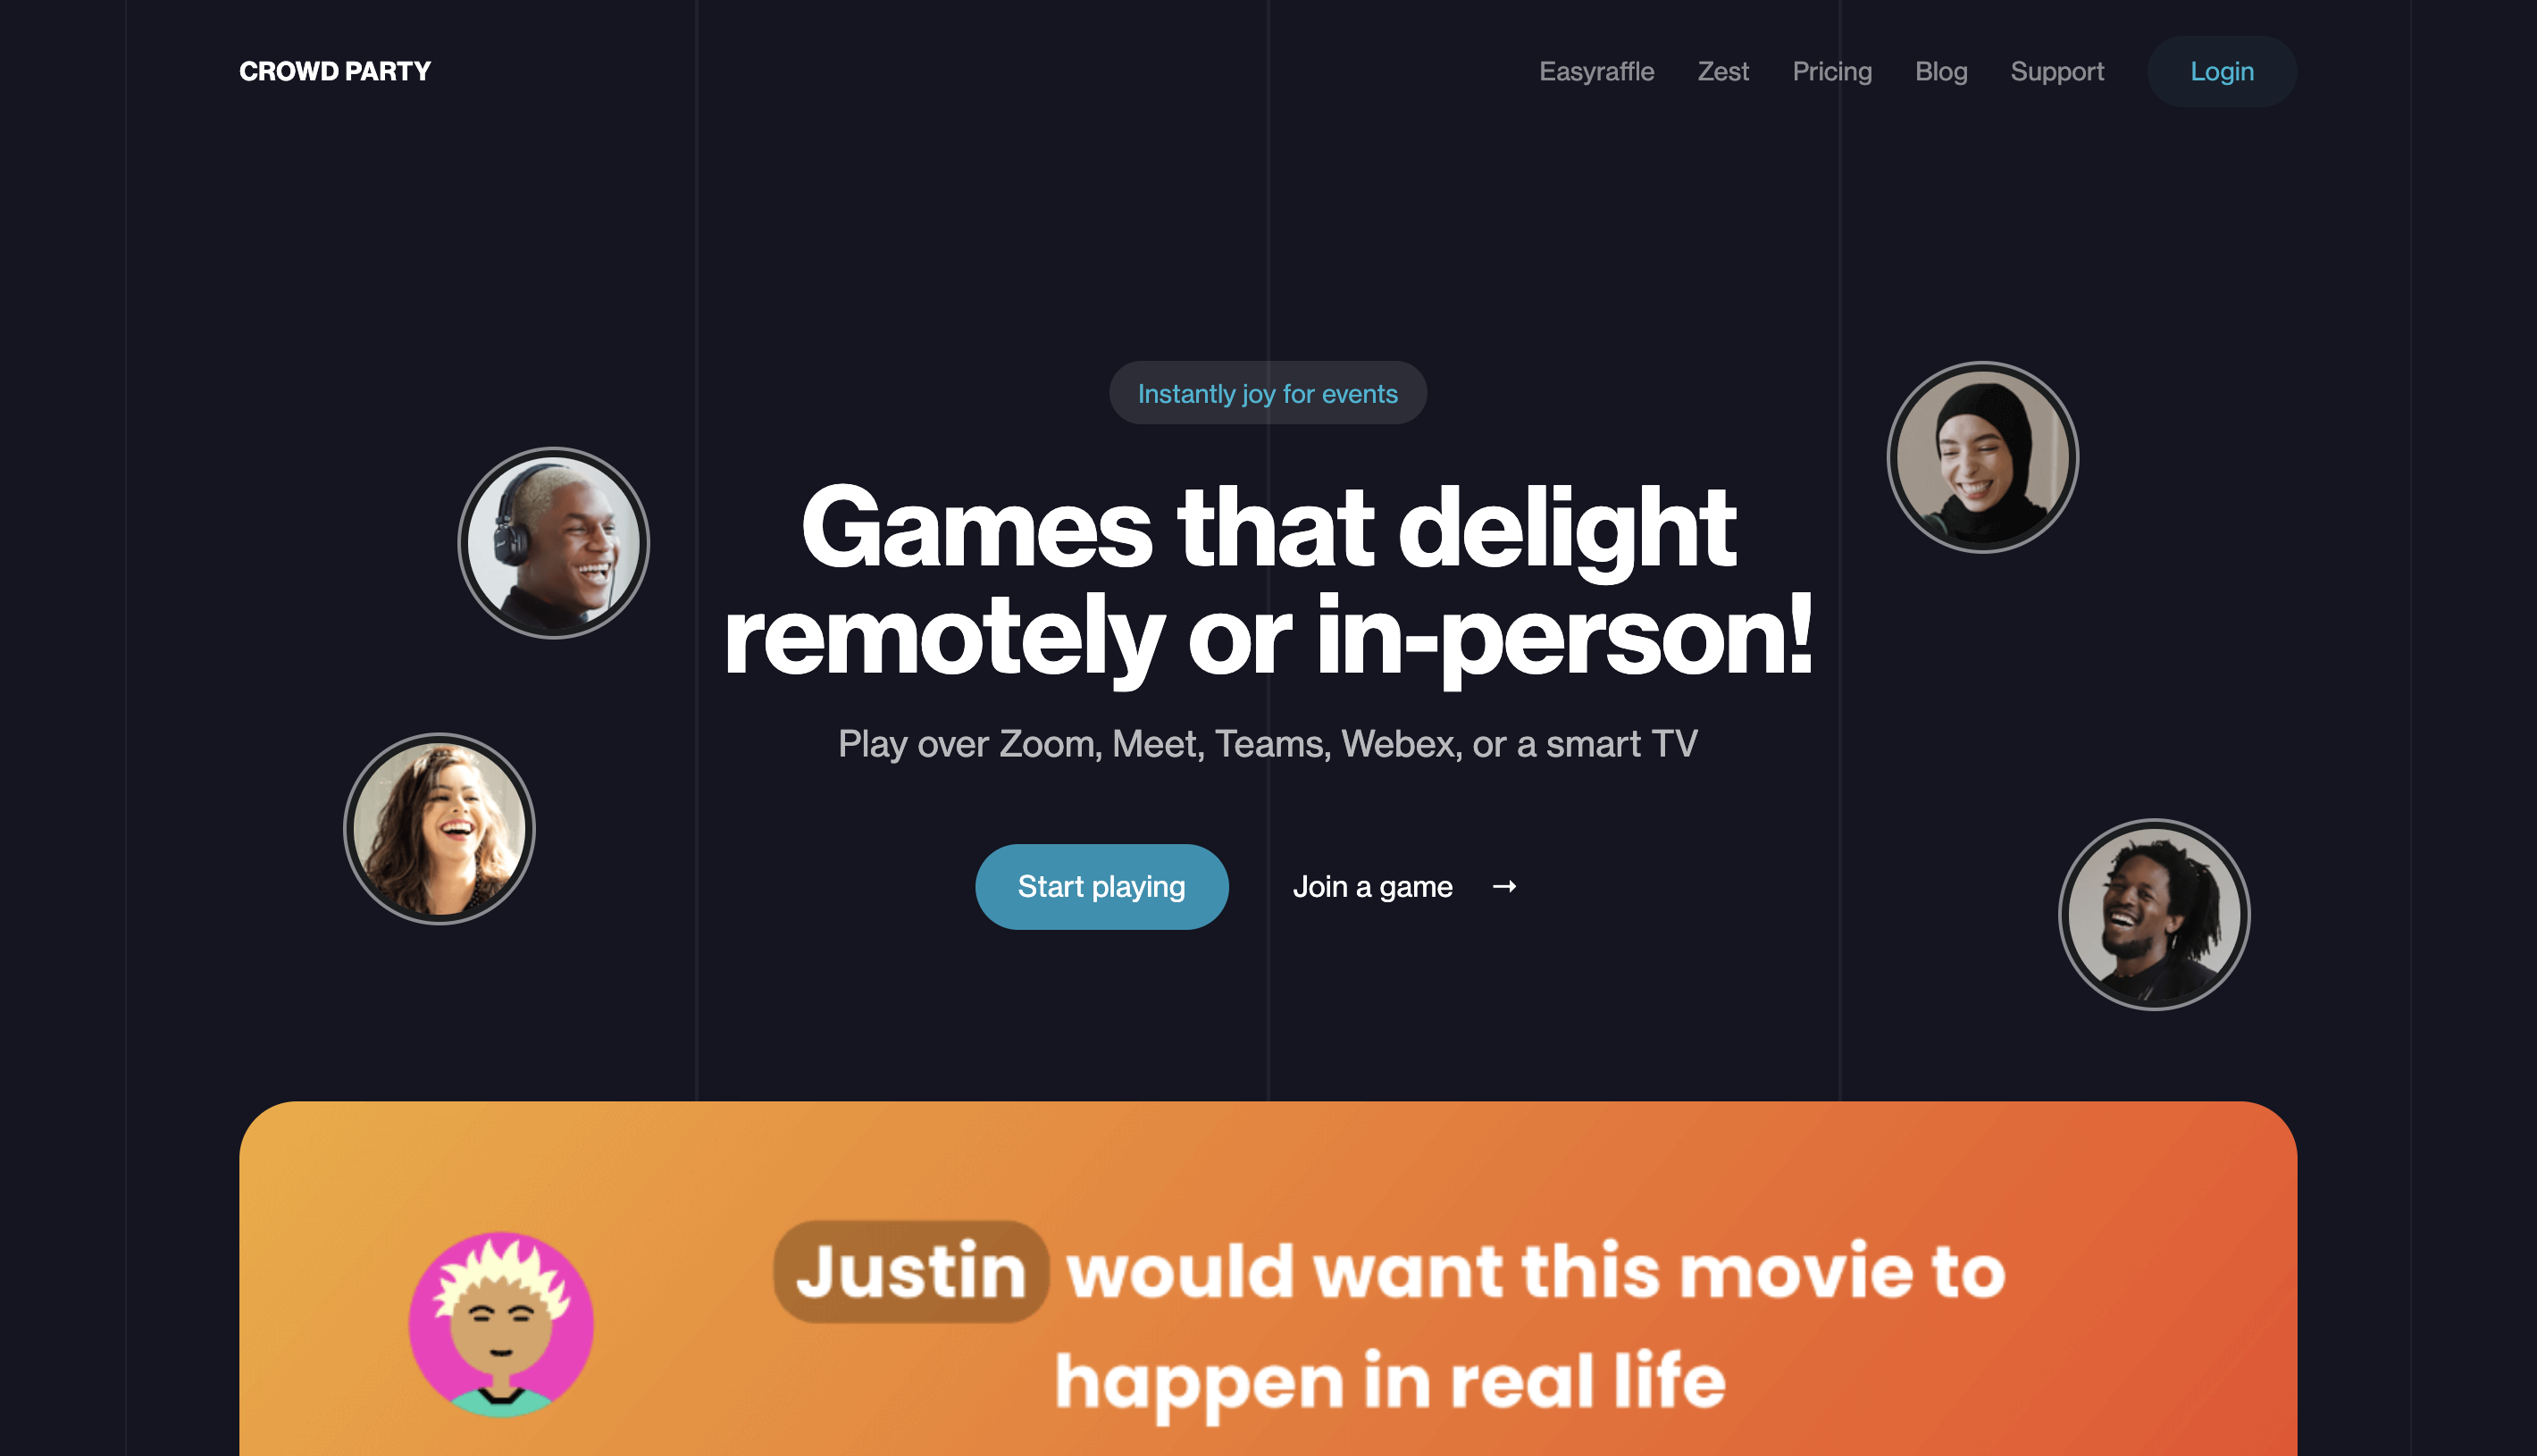 CROWD PARTY
Easyraffle
Zest
Pricing
Blog
Support
Login
Instantly joy for events
Games that delight
remotely or in-person!
Play over Zoom, Meet, Teams, Webex, or a smart TV
Start playing
Join a game →
Justin would want this movie to
happen in real life